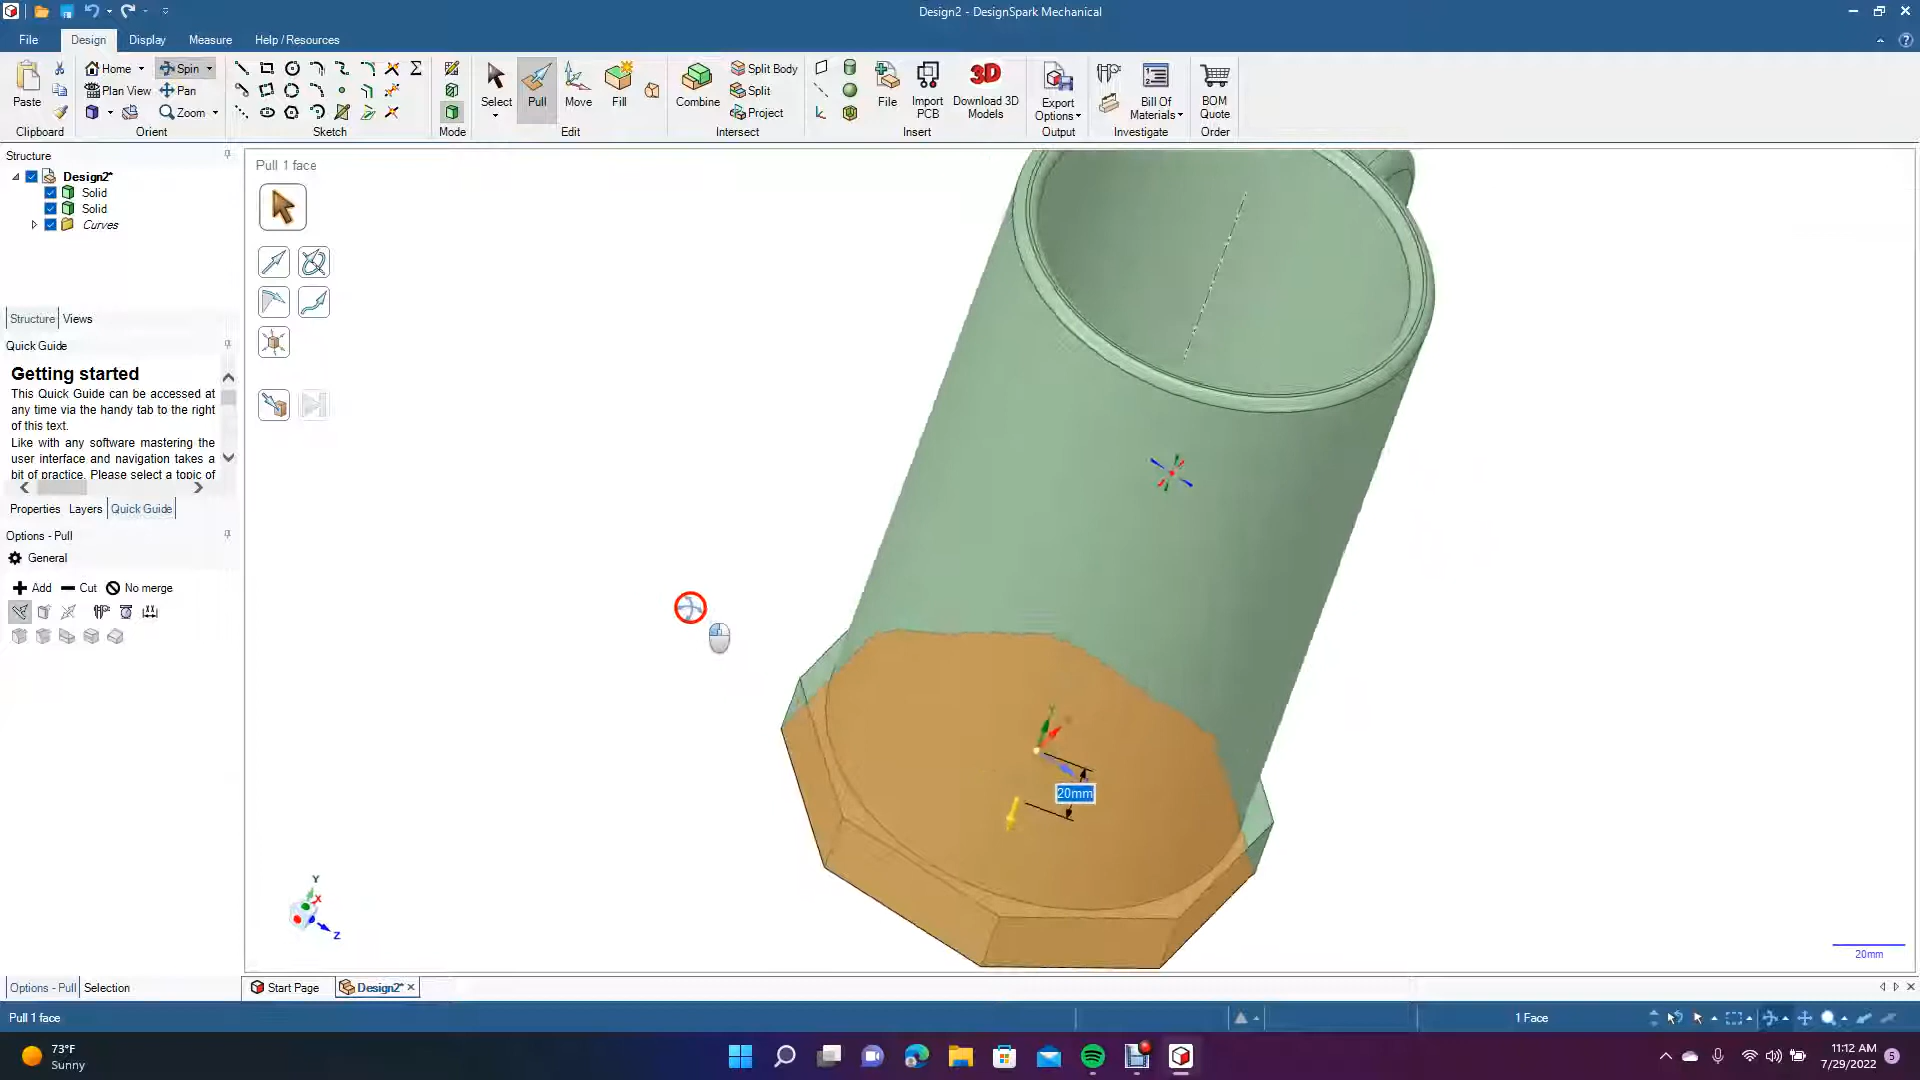 Design2 - DesignSpark Mechanical
File Design Display Measure Help / Resources
Paste
Clipboard
Home Spin
Plan View Pan
Zoom
Orient
Sketch
Mode
Select Pull Move Fill
Edit
Combine
Split Body
Split
Project
Intersect
File Import PCB Download 3D Models
Insert
Export Options
Output
Bill Of Materials
Investigate
BOM Quote
Order
Structure
Design2*
Solid
Solid
Curves
Structure Views
Quick Guide
Getting started
This Quick Guide can be accessed at
any time via the handy tab to the right
of this text.
Like with any software mastering the
user interface and navigation takes a
bit of practice. Please select a topic of
Properties Layers Quick Guide
Options - Pull
General
Add Cut No merge
Pull 1 face
20mm
Y
X
Z
20mm
Options - Pull Selection
Start Page Design2*
Pull 1 face
1 Face
73°F
Sunny
11:12 AM
7/29/2022
5